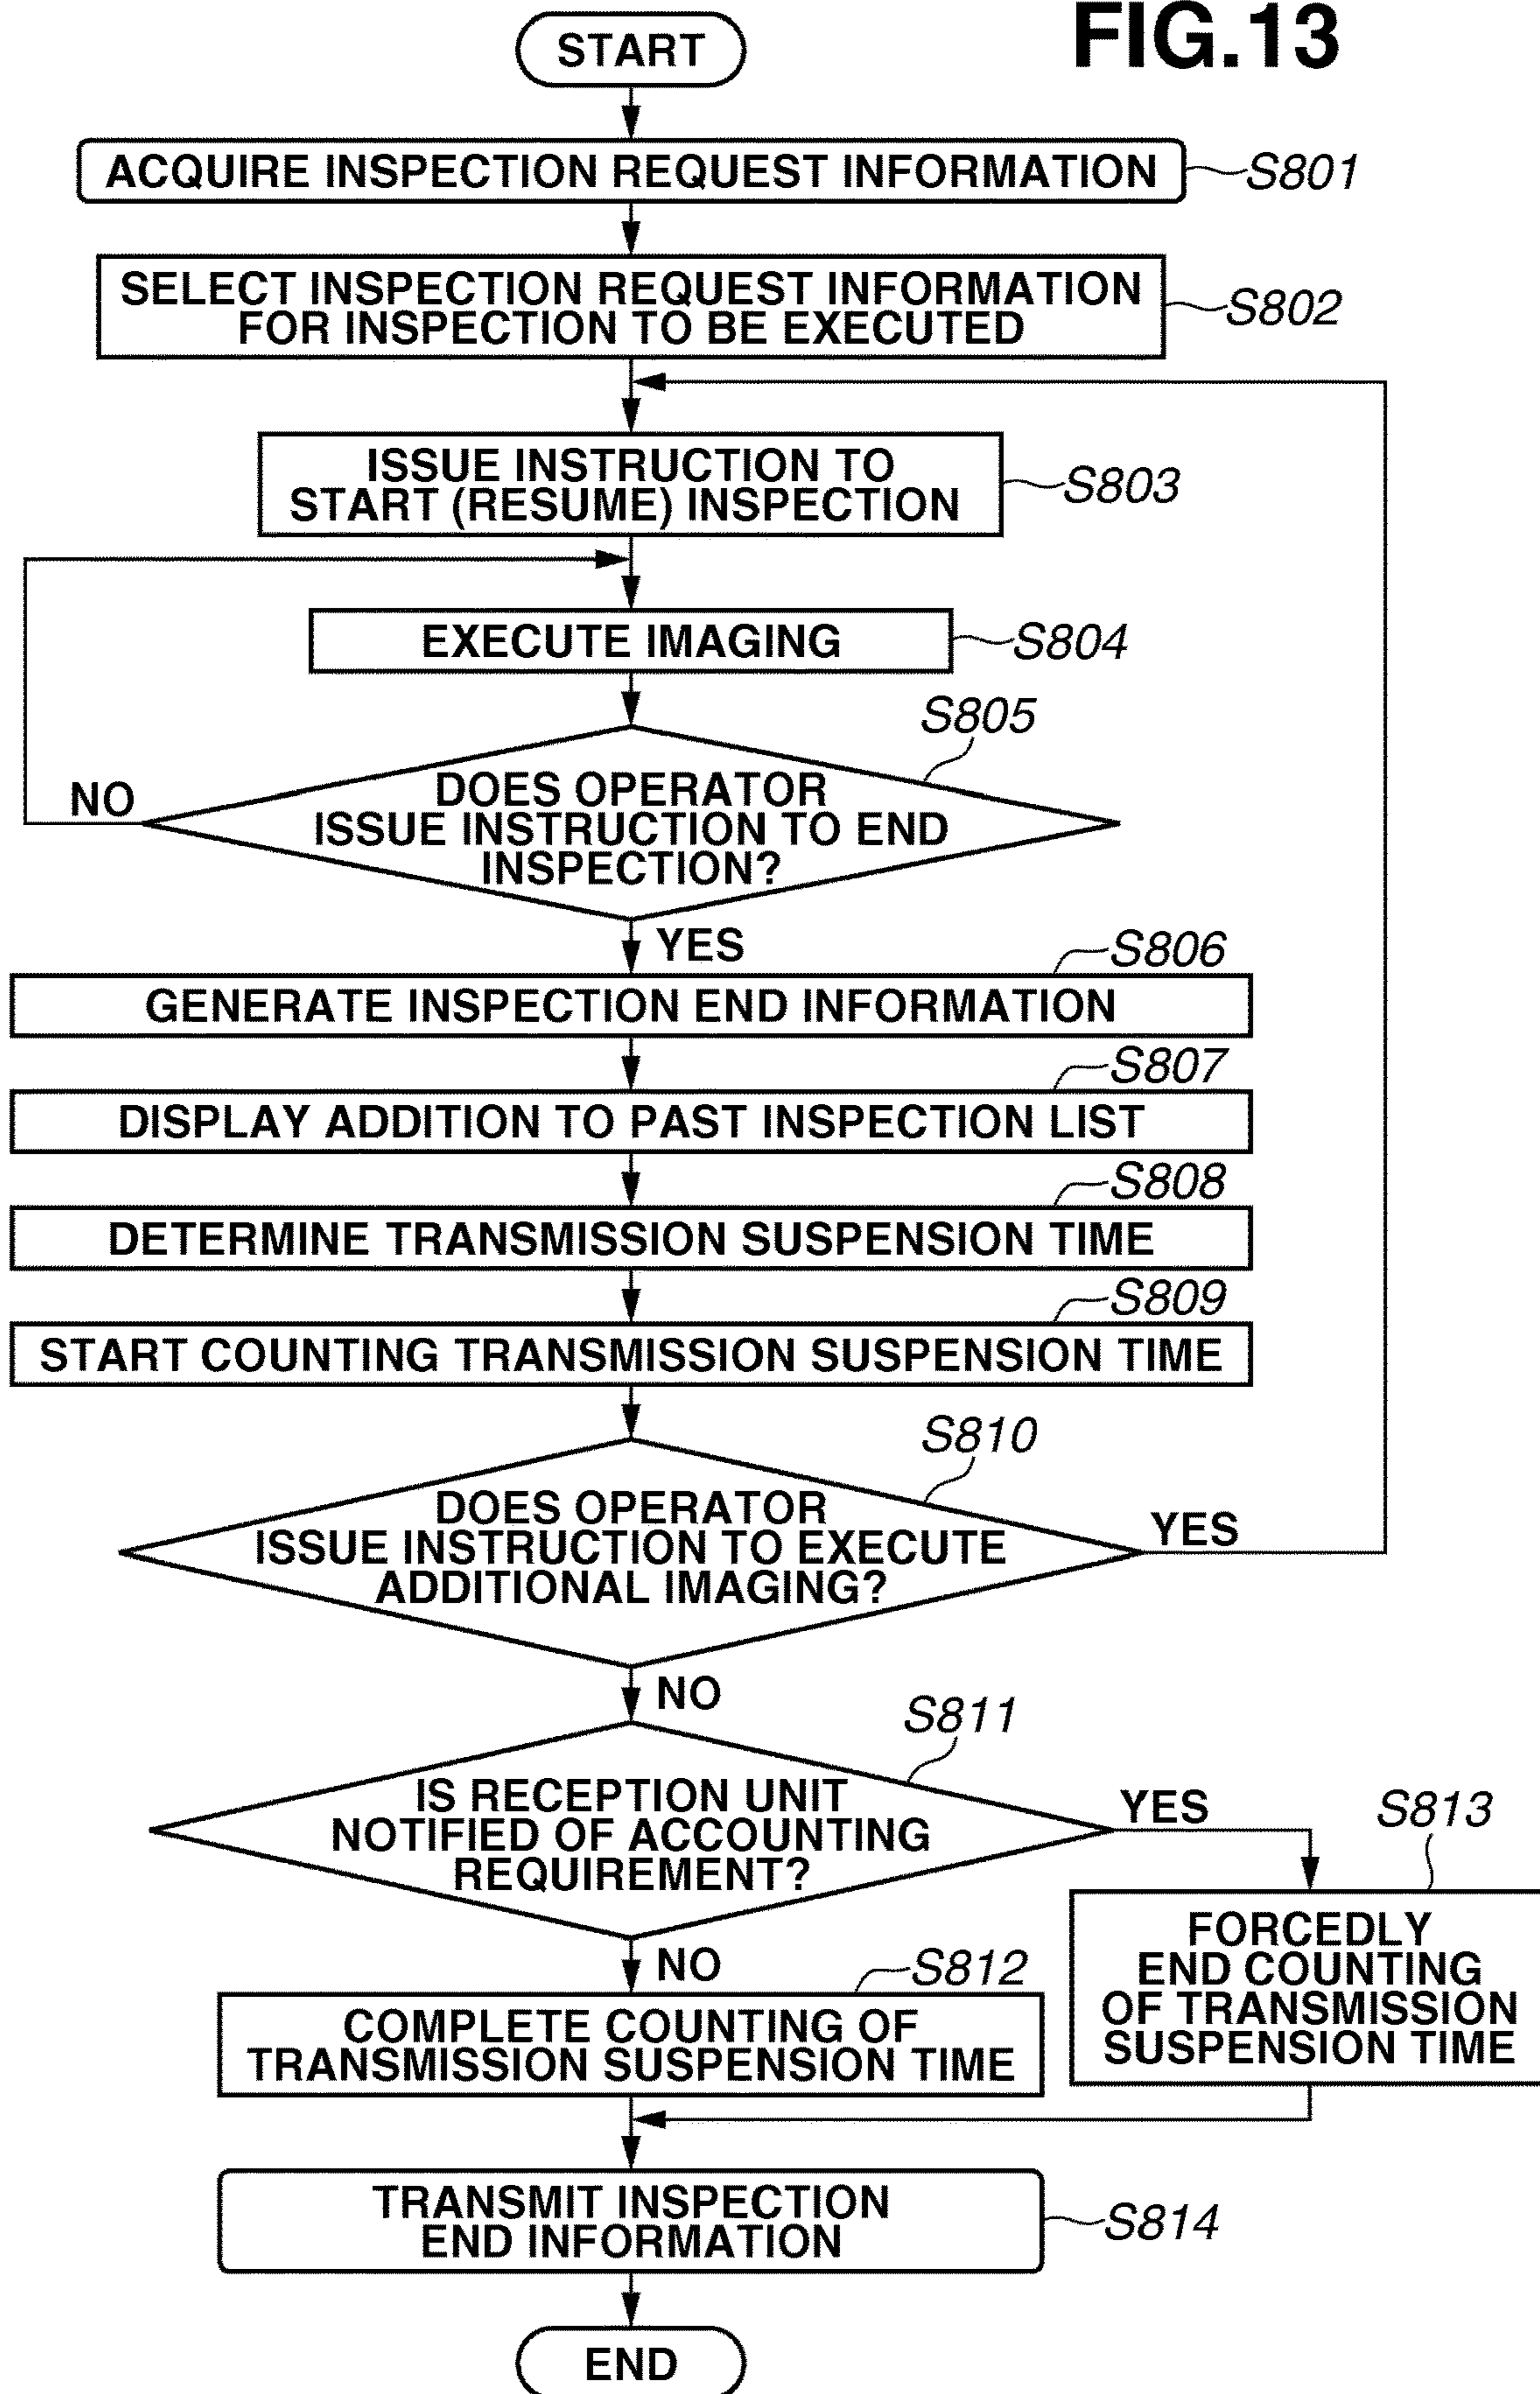 FIG.13
START
ACQUIRE INSPECTION REQUEST INFORMATION
S801
SELECT INSPECTION REQUEST INFORMATION
FOR INSPECTION TO BE EXECUTED
S802
ISSUE INSTRUCTION TO
START (RESUME) INSPECTION
S803
EXECUTE IMAGING
S804
S805
DOES OPERATOR
ISSUE INSTRUCTION TO END
INSPECTION?
NO
YES
S806
GENERATE INSPECTION END INFORMATION
S807
DISPLAY ADDITION TO PAST INSPECTION LIST
S808
DETERMINE TRANSMISSION SUSPENSION TIME
S809
START COUNTING TRANSMISSION SUSPENSION TIME
S810
DOES OPERATOR
ISSUE INSTRUCTION TO EXECUTE
ADDITIONAL IMAGING?
YES
NO
S811
IS RECEPTION UNIT
NOTIFIED OF ACCOUNTING
REQUIREMENT?
YES
S813
FORCEDLY
END COUNTING
OF TRANSMISSION
SUSPENSION TIME
NO
S812
COMPLETE COUNTING OF
TRANSMISSION SUSPENSION TIME
TRANSMIT INSPECTION
END INFORMATION
S814
END